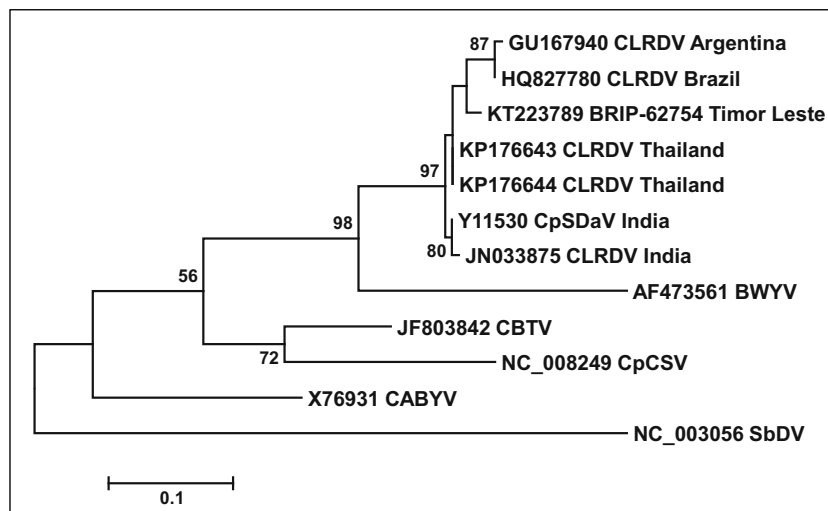 87
GU167940 CLRDV Argentina
HQ827780 CLRDV Brazil
KT223789 BRIP-62754 Timor Leste
KP176643 CLRDV Thailand
97
KP176644 CLRDV Thailand
Y11530 CpSDaV India
98
80
JN033875 CLRDV India
56
AF473561 BWYV
JF803842 CBTV
72
NC_008249 CpCSV
X76931 CABYV
NC_003056 SbDV
0.1